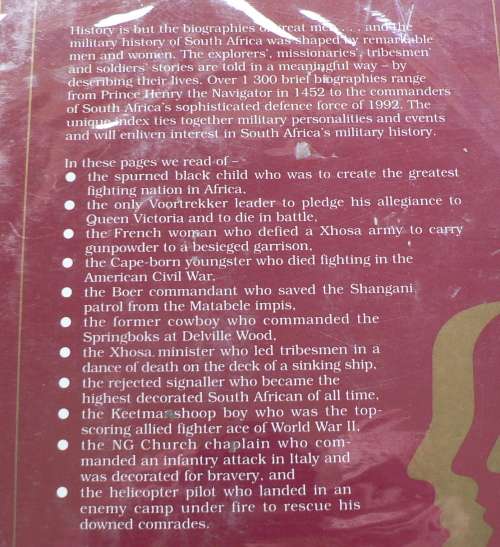 History is but the biographies of great men . . . and the
military history of South Africa was shaped by remarkable
men and women. The explorers', missionaries', tribesmen'
and soldiers' stories are told in a meaningful way – by
describing their lives. Over 1 300 brief biographies range
from Prince Henry the Navigator in 1452 to the commanders
of South Africa's sophisticated defence force of 1992. The
unique index ties together military personalities and events
and will enliven interest in South Africa's military history.
In these pages we read of –
● the spurned black child who was to create the greatest
fighting nation in Africa,
● the only Voortrekker leader to pledge his allegiance to
Queen Victoria and to die in battle,
● the French woman who defied a Xhosa army to carry
gunpowder to a besieged garrison,
● the Cape-born youngster who died fighting in the
American Civil War,
● the Boer commandant who saved the Shangani
patrol from the Matabele impis,
● the former cowboy who commanded the
Springboks at Delville Wood,
● the Xhosa minister who led tribesmen in a
dance of death on the deck of a sinking ship,
● the rejected signaller who became the
highest decorated South African of all time,
● the Keetmanshoop boy who was the top-
scoring allied fighter ace of World War II,
● the NG Church chaplain who com-
manded an infantry attack in Italy and
was decorated for bravery, and
● the helicopter pilot who landed in an
enemy camp under fire to rescue his
downed comrades.